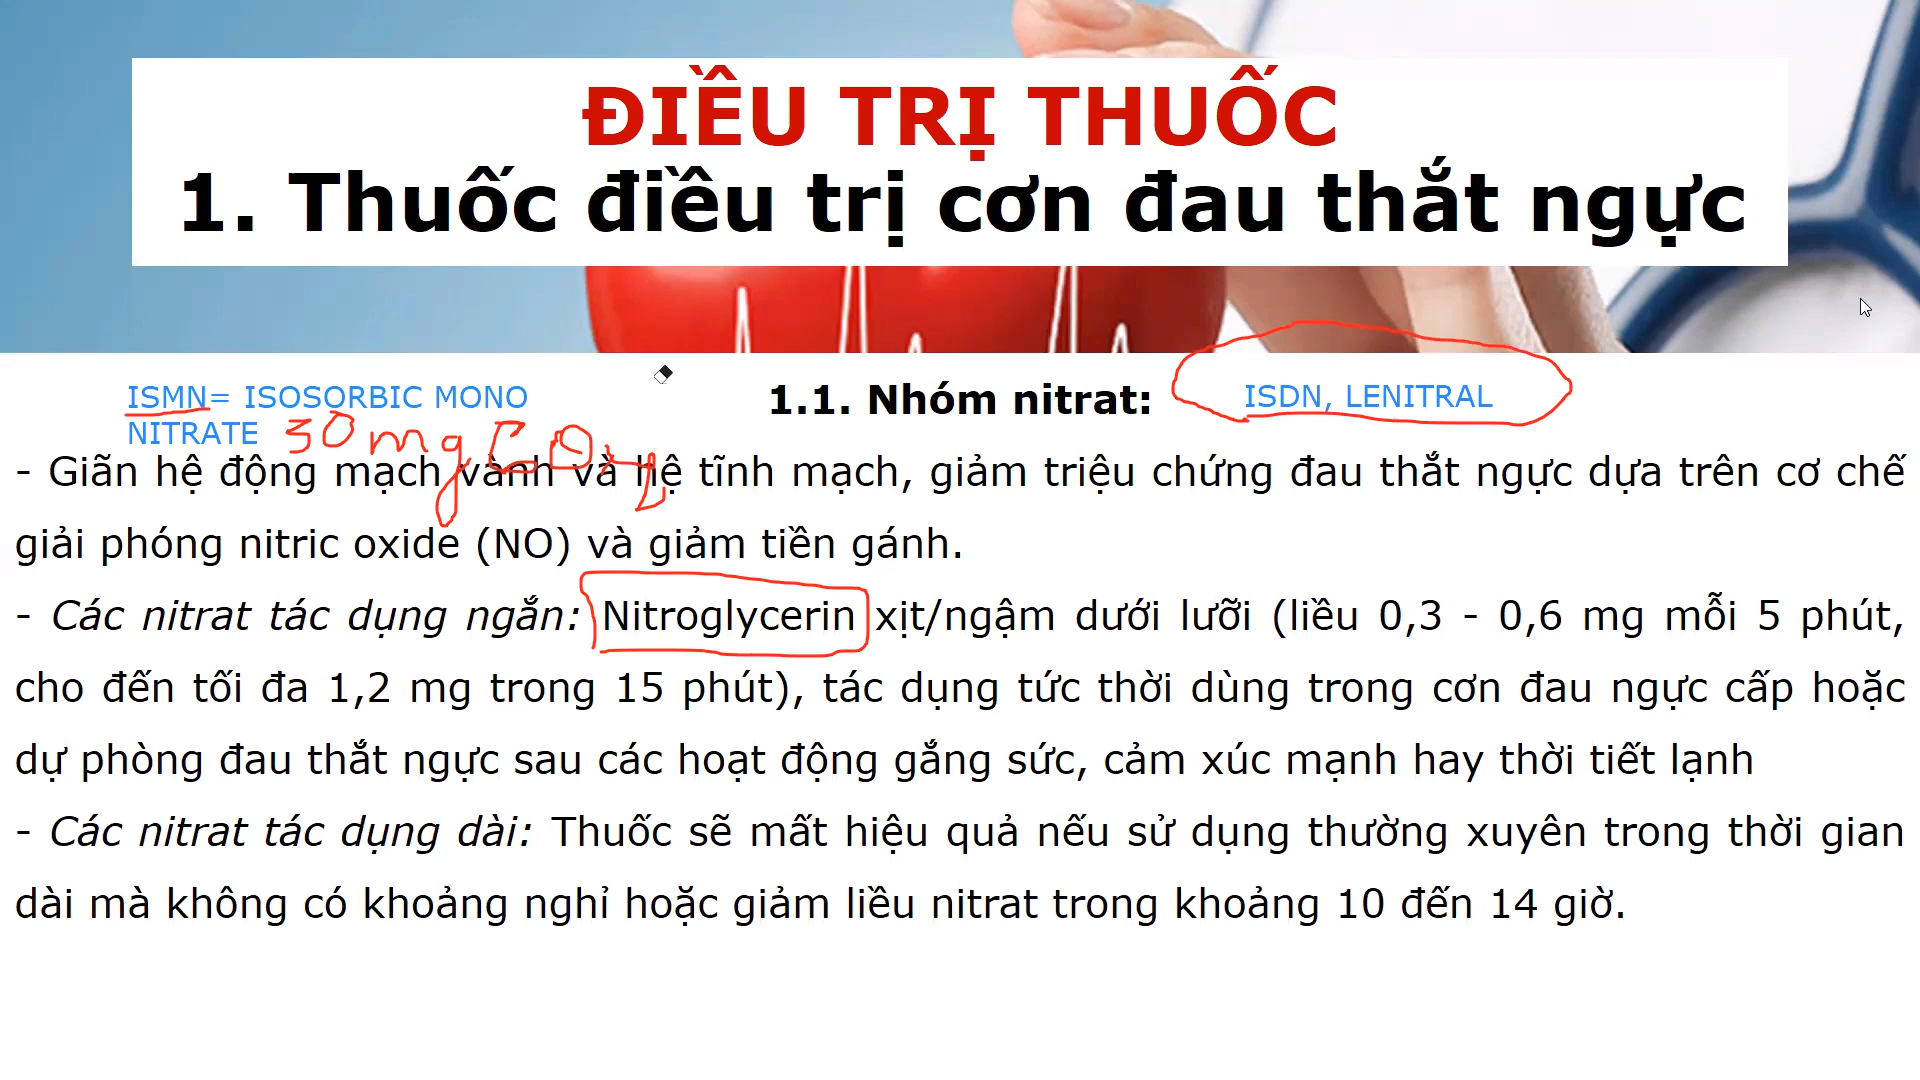 ĐIỀU TRỊ THUỐC
1. Thuốc điều trị cơn đau thắt ngực
ISMN= ISOSORBIC MONO
NITRATE
1.1. Nhóm nitrat:
ISDN, LENITRAL
30mg
- Giãn hệ động mạch vành và hệ tĩnh mạch, giảm triệu chứng đau thắt ngực dựa trên cơ chế
giải phóng nitric oxide (NO) và giảm tiền gánh.
- Các nitrat tác dụng ngắn: Nitroglycerin xịt/ngậm dưới lưỡi (liều 0,3 - 0,6 mg mỗi 5 phút,
cho đến tối đa 1,2 mg trong 15 phút), tác dụng tức thời dùng trong cơn đau ngực cấp hoặc
dự phòng đau thắt ngực sau các hoạt động gắng sức, cảm xúc mạnh hay thời tiết lạnh
- Các nitrat tác dụng dài: Thuốc sẽ mất hiệu quả nếu sử dụng thường xuyên trong thời gian
dài mà không có khoảng nghỉ hoặc giảm liều nitrat trong khoảng 10 đến 14 giờ.